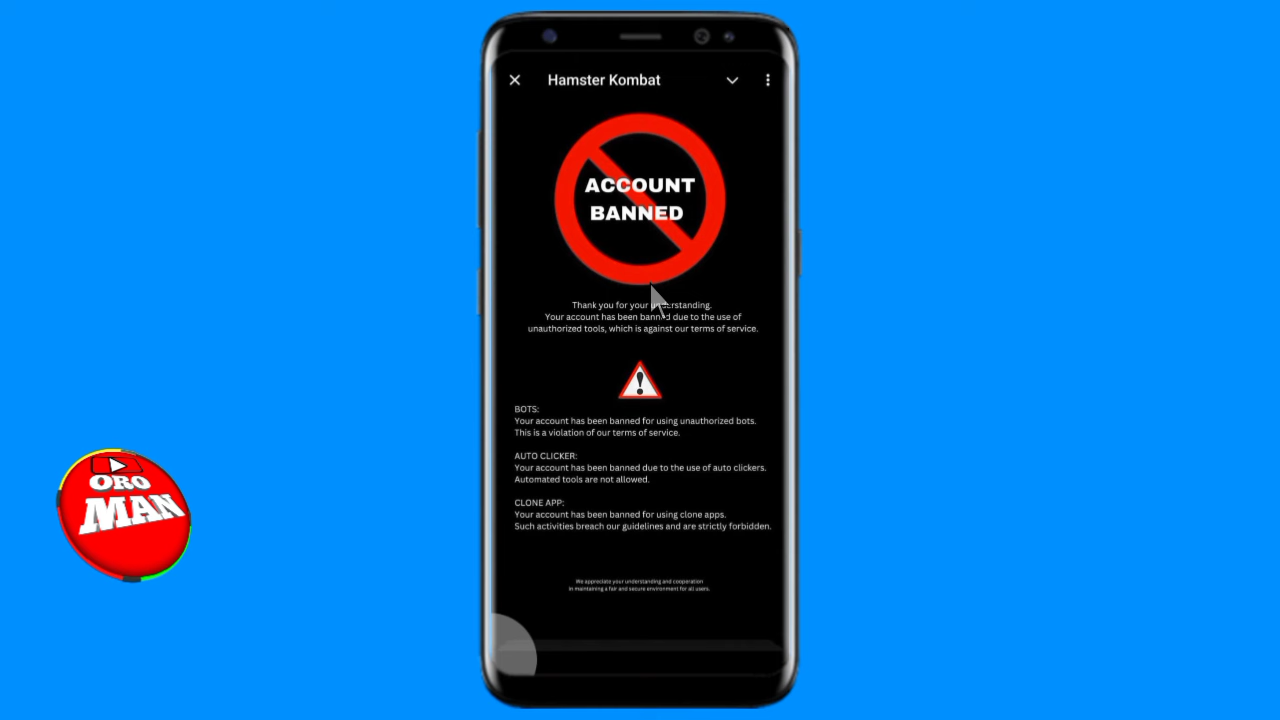 Hamster Kombat
ACCOUNT
BANNED
Thank you for your understanding.
Your account has been banned due to the use of
unauthorized tools, which is against our terms of service.
BOTS:
Your account has been banned for using unauthorized bots.
This is a violation of our terms of service.
AUTO CLICKER:
Your account has been banned due to the use of auto clickers.
Automated tools are not allowed.
CLONE APP:
Your account has been banned for using clone apps.
Such activities breach our guidelines and are strictly forbidden.
We appreciate your understanding and cooperation
in maintaining a fair and secure environment for all users.
ORO
MAN